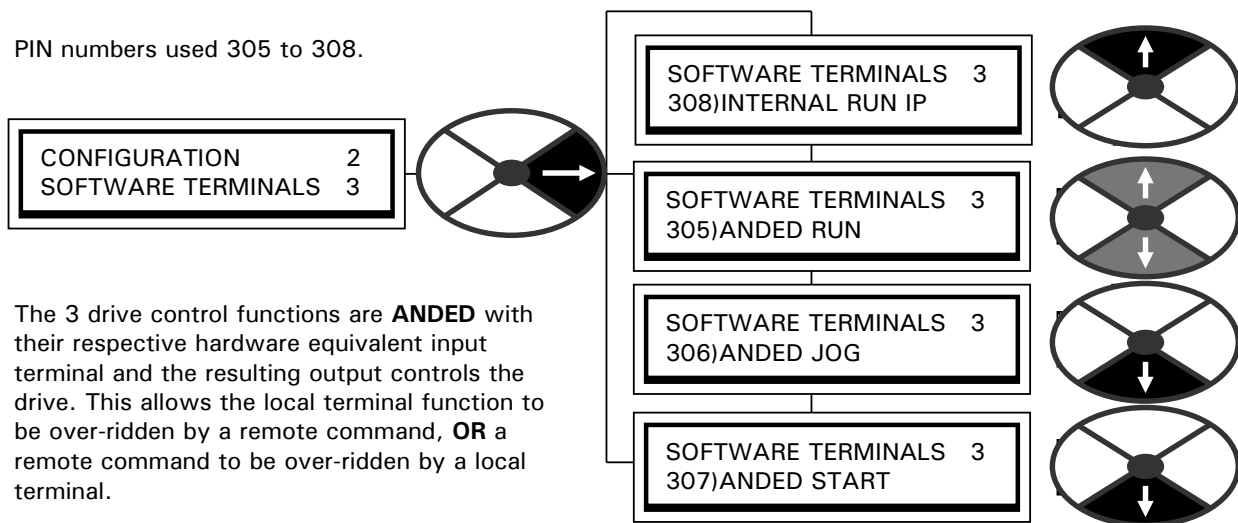 PIN numbers used 305 to 308.
CONFIGURATION 2
SOFTWARE TERMINALS 3
The 3 drive control functions are ANDED with
their respective hardware equivalent input
terminal and the resulting output controls the
drive. This allows the local terminal function to
be over-ridden by a remote command, OR a
remote command to be over-ridden by a local
terminal.
SOFTWARE TERMINALS 3
308)INTERNAL RUN IP
SOFTWARE TERMINALS 3
305)ANDED RUN
SOFTWARE TERMINALS 3
306)ANDED JOG
SOFTWARE TERMINALS 3
307)ANDED START